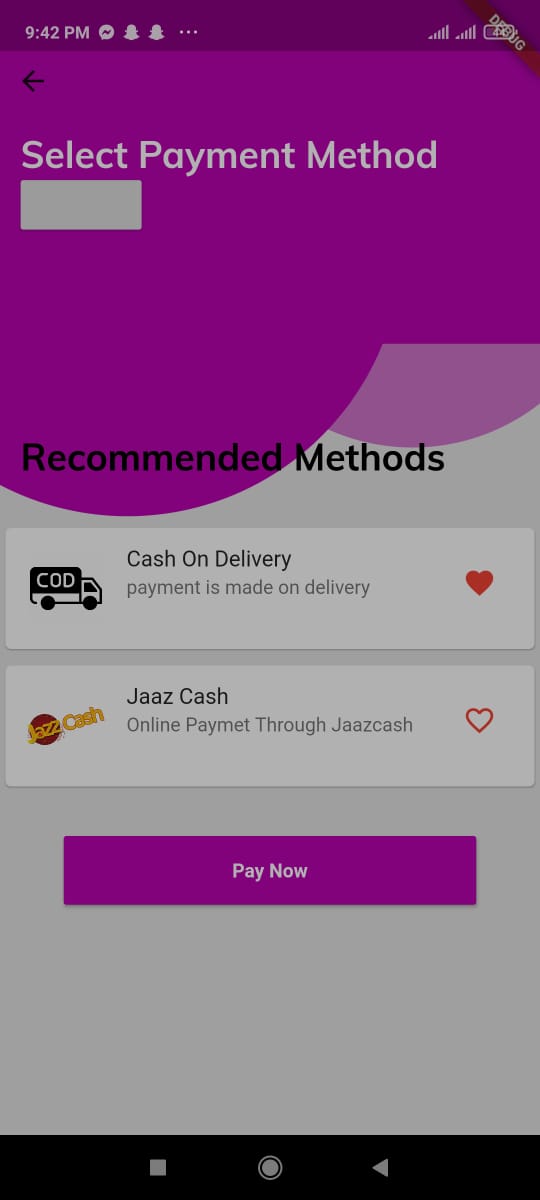 9:42 PM
44
DEBUG
Select Payment Method
Recommended Methods
COD
Cash On Delivery
payment is made on delivery
Jazz Cash
Jaaz Cash
Online Paymet Through Jaazcash
Pay Now